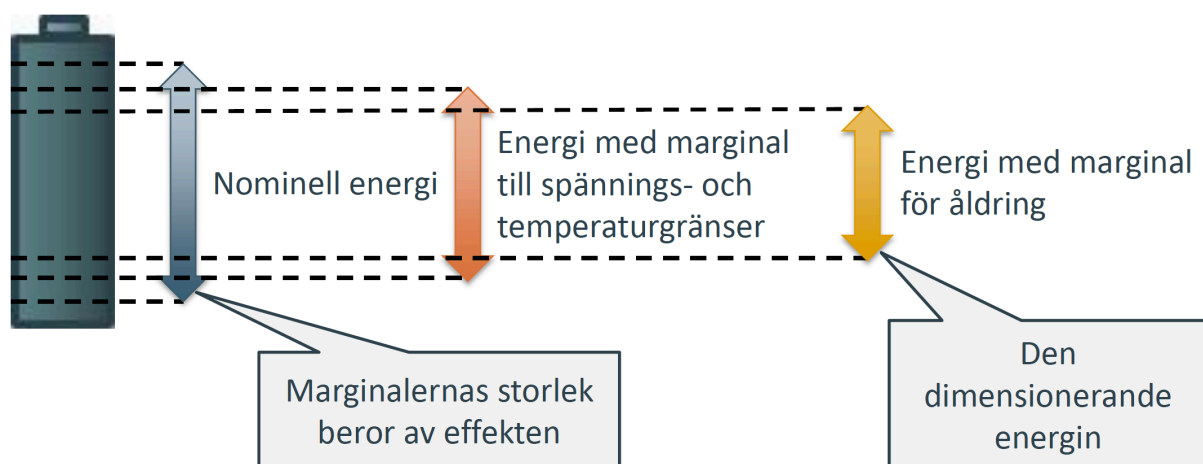 Nominell energi
Energi med marginal
till spännings- och
temperaturgränser
Energi med marginal
för åldring
Marginalernas storlek
beror av effekten
Den
dimensionerande
energin